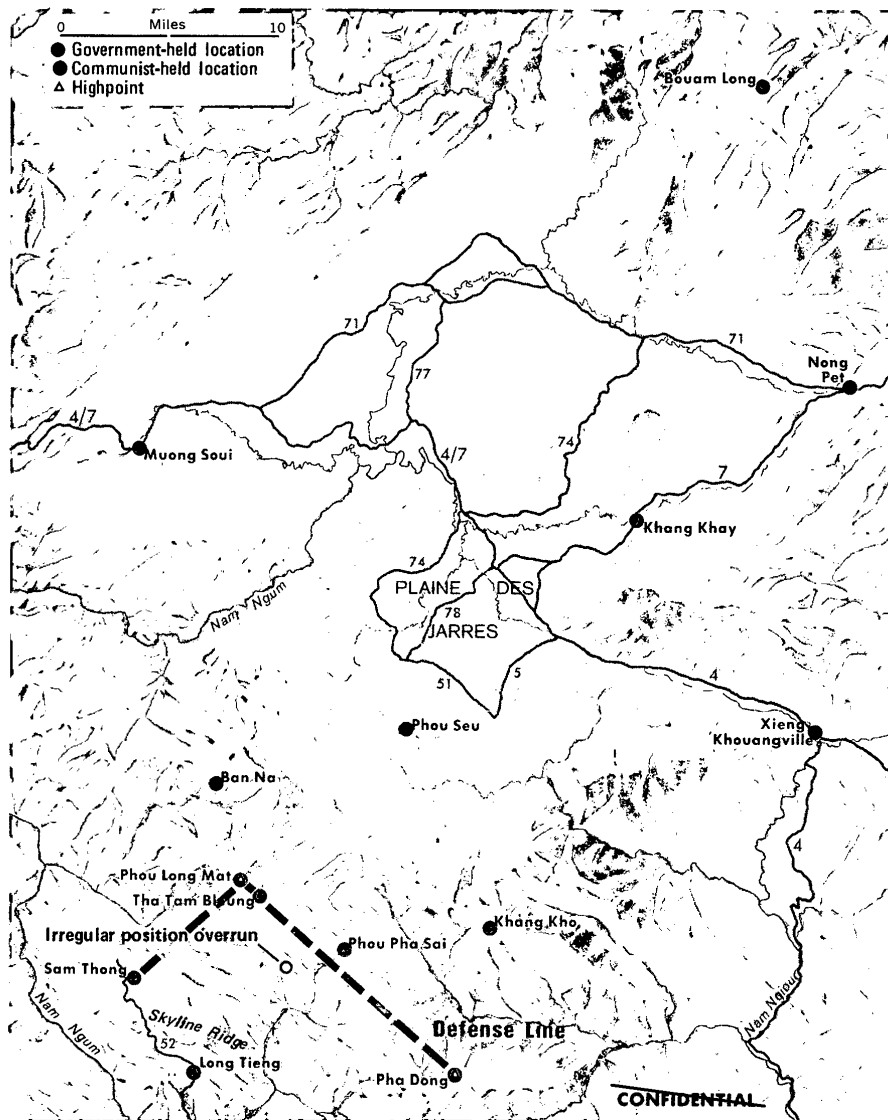 0 Miles 10
Government-held location
Communist-held location
Highpoint
Bouam Long
71
71
Nong
Pet
77
4/7
4/7
74
Muong Soui
7
Khang Khay
74
PLAINE DES
Nam Ngum
78
JARRES
51
5
4
Phou Seu
Xieng
Khouangville
Ban Na
4
Phou Long Mat
Tha Tam Bleung
Khang Kho
Irregular position overrun
Phou Pha Sai
Sam Thong
Nam Ngum
Skyline Ridge
Defense Line
Nam Ngiou
52
Long Tieng
Pha Dong
CONFIDENTIAL